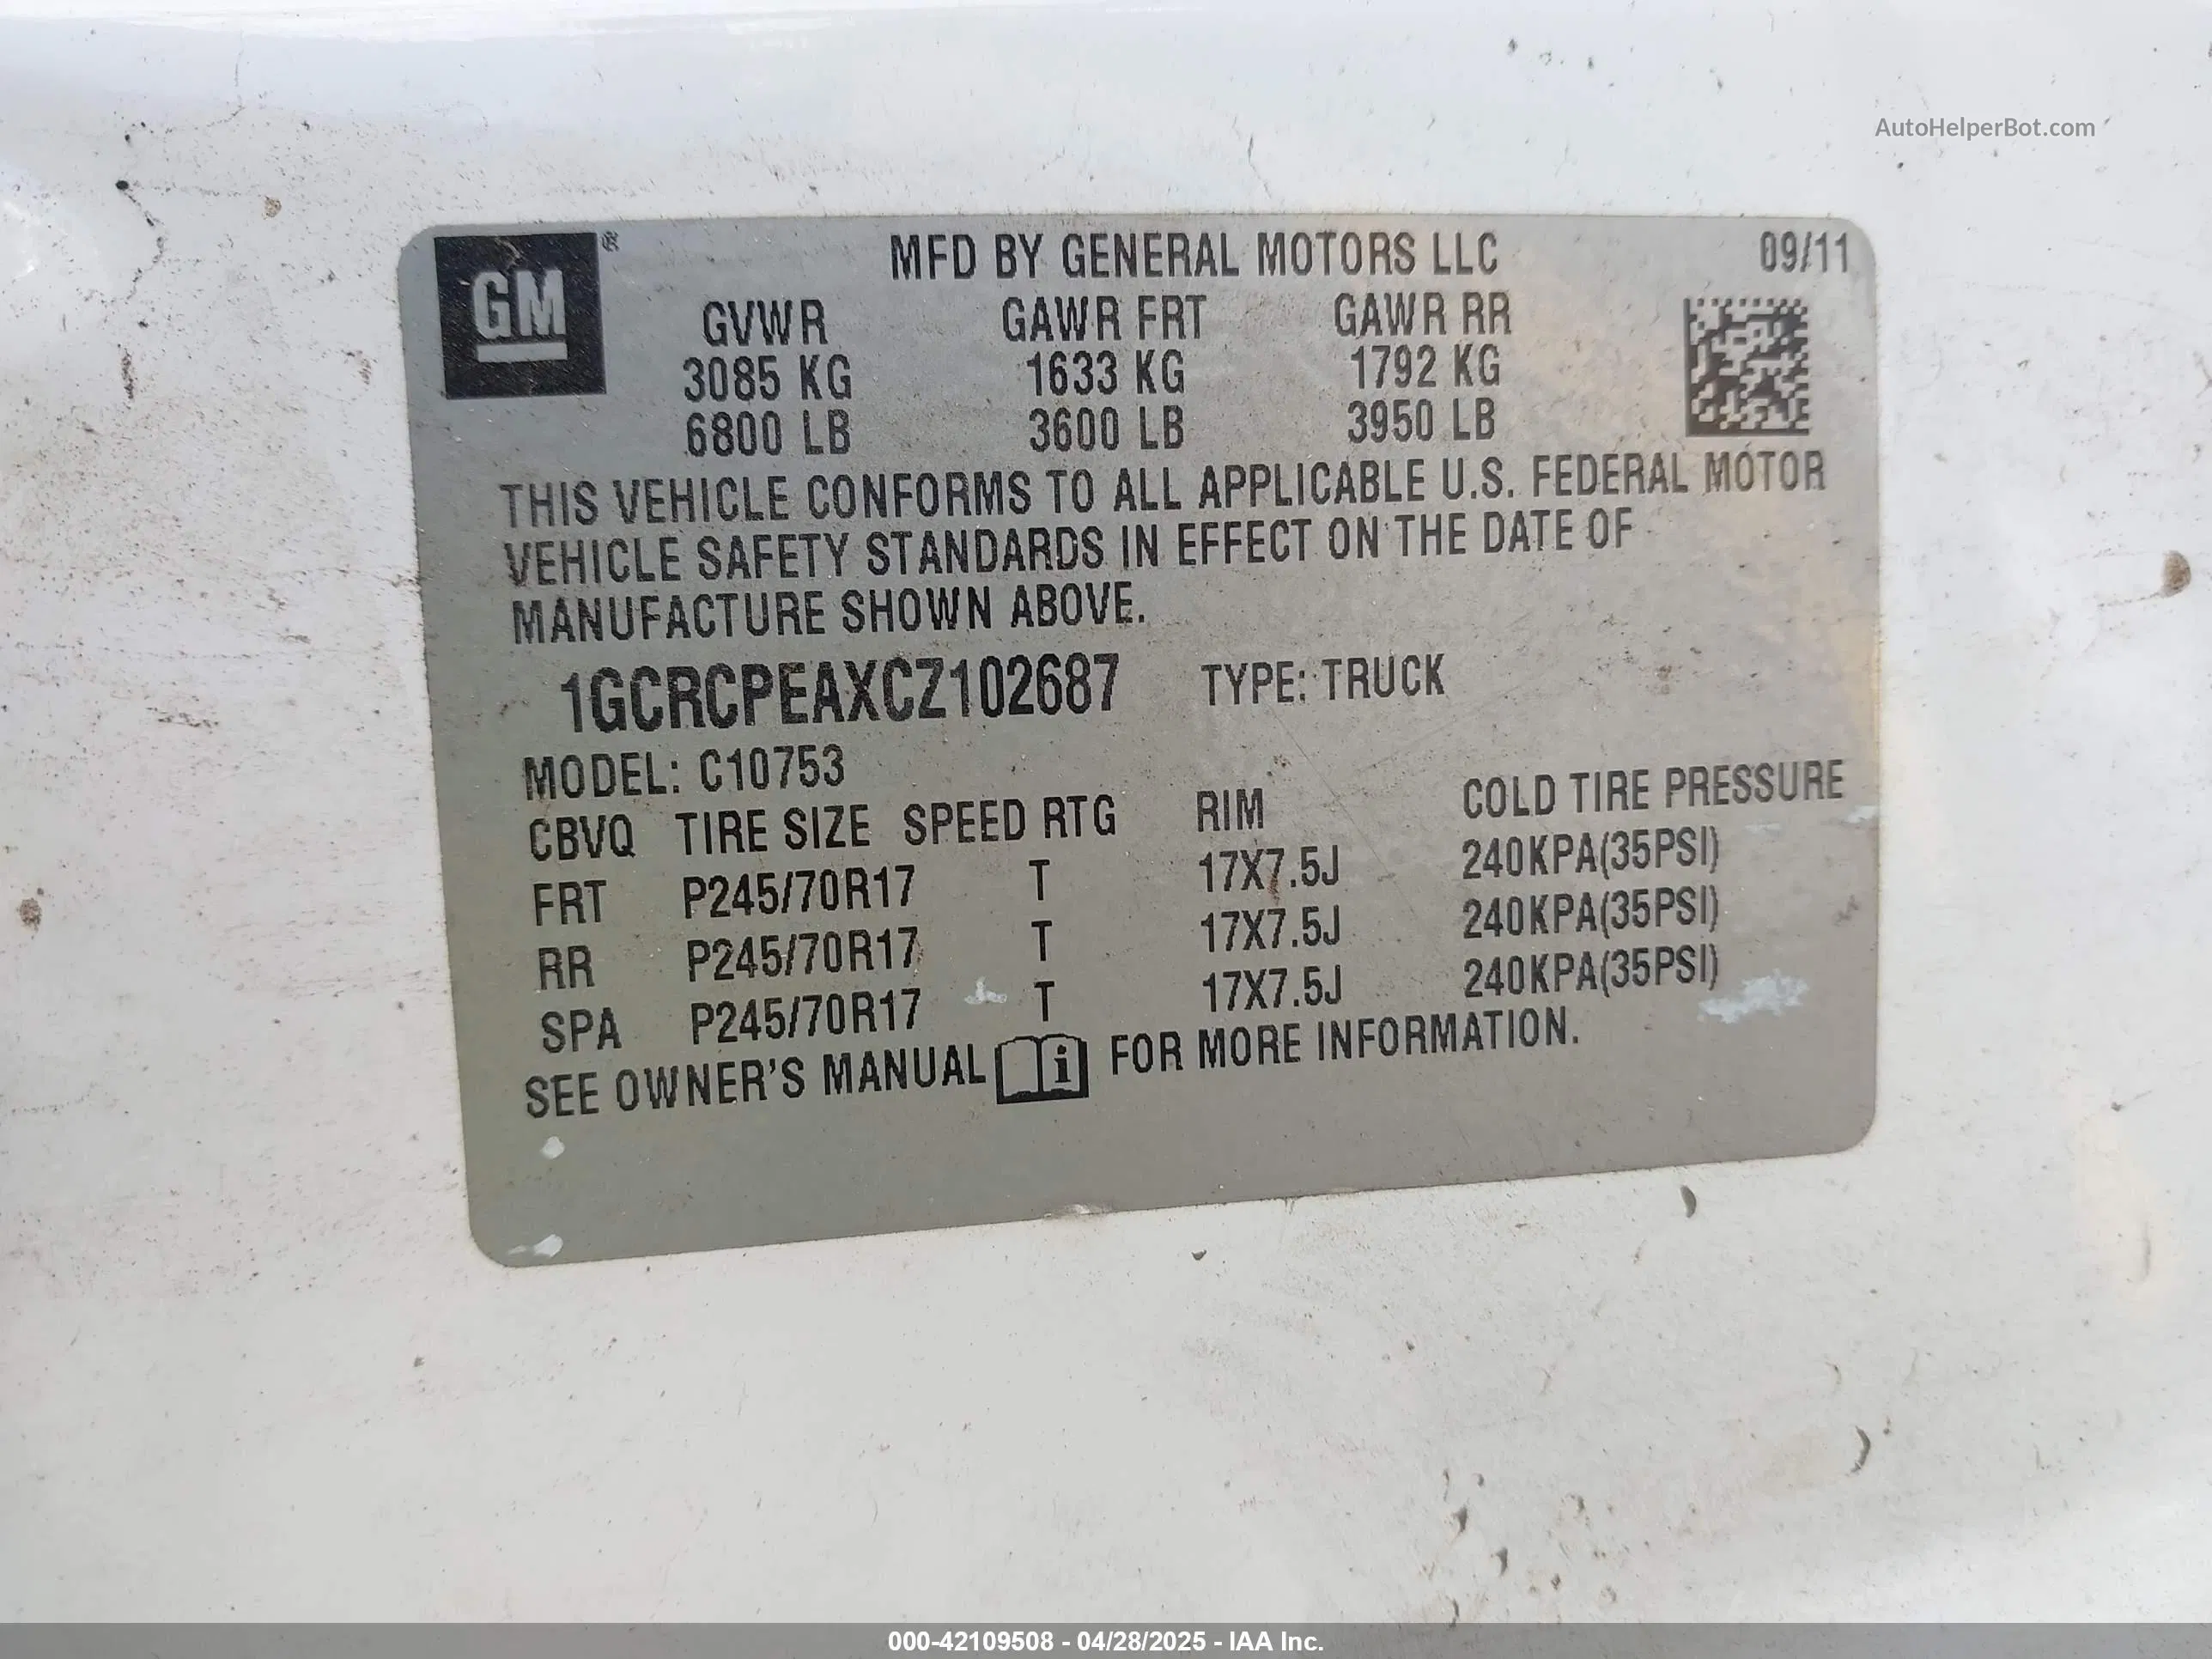 AutoHelperBot.com
GM ®
MFD BY GENERAL MOTORS LLC 09/11
GVWR GAWR FRT GAWR RR
3085 KG 1633 KG 1792 KG
6800 LB 3600 LB 3950 LB
THIS VEHICLE CONFORMS TO ALL APPLICABLE U.S. FEDERAL MOTOR
VEHICLE SAFETY STANDARDS IN EFFECT ON THE DATE OF
MANUFACTURE SHOWN ABOVE.
1GCRCPEAXCZ102687 TYPE: TRUCK
MODEL: C10753
CBVQ TIRE SIZE SPEED RTG RIM COLD TIRE PRESSURE
FRT P245/70R17 T 17X7.5J 240KPA(35PSI)
RR P245/70R17 T 17X7.5J 240KPA(35PSI)
SPA P245/70R17 T 17X7.5J 240KPA(35PSI)
SEE OWNER'S MANUAL i FOR MORE INFORMATION.
000-42109508 - 04/28/2025 - IAA Inc.